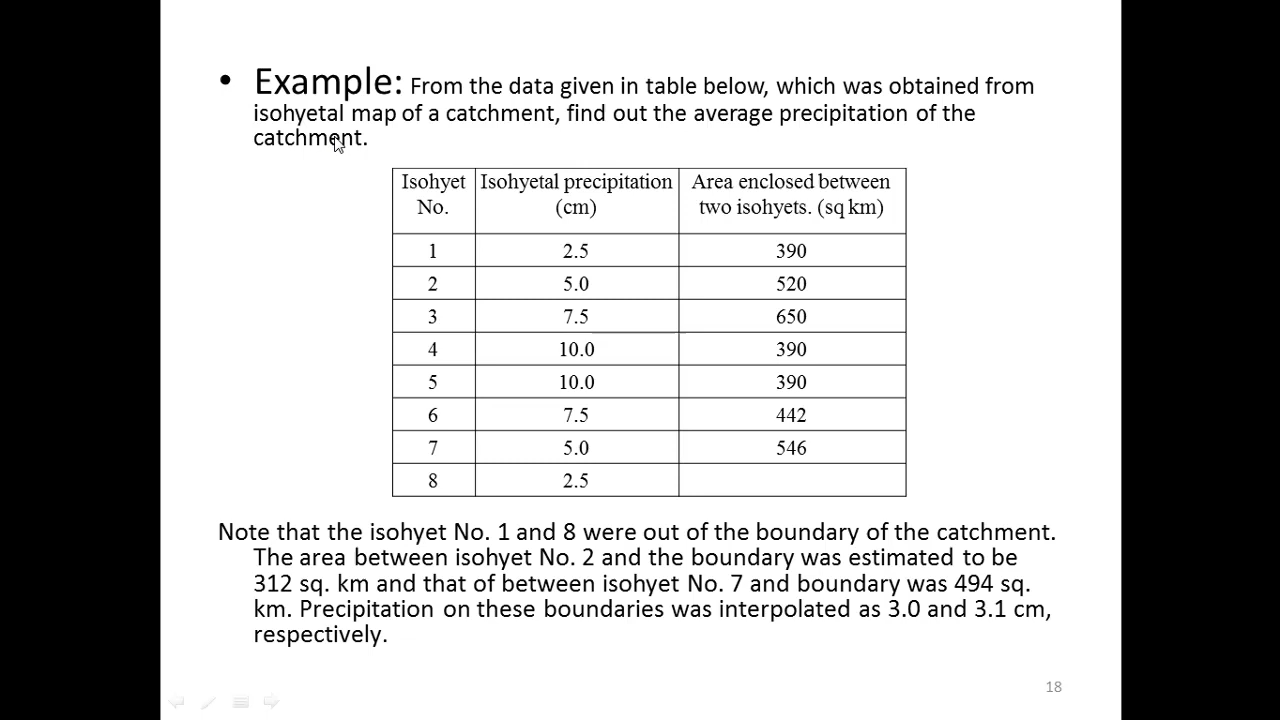 • Example: From the data given in table below, which was obtained from
isohyetal map of a catchment, find out the average precipitation of the
catchment.
Isohyet No. Isohyetal precipitation (cm) Area enclosed between two isohyets. (sq km)
1 2.5 390
2 5.0 520
3 7.5 650
4 10.0 390
5 10.0 390
6 7.5 442
7 5.0 546
8 2.5
Note that the isohyet No. 1 and 8 were out of the boundary of the catchment.
The area between isohyet No. 2 and the boundary was estimated to be
312 sq. km and that of between isohyet No. 7 and boundary was 494 sq.
km. Precipitation on these boundaries was interpolated as 3.0 and 3.1 cm,
respectively.
18